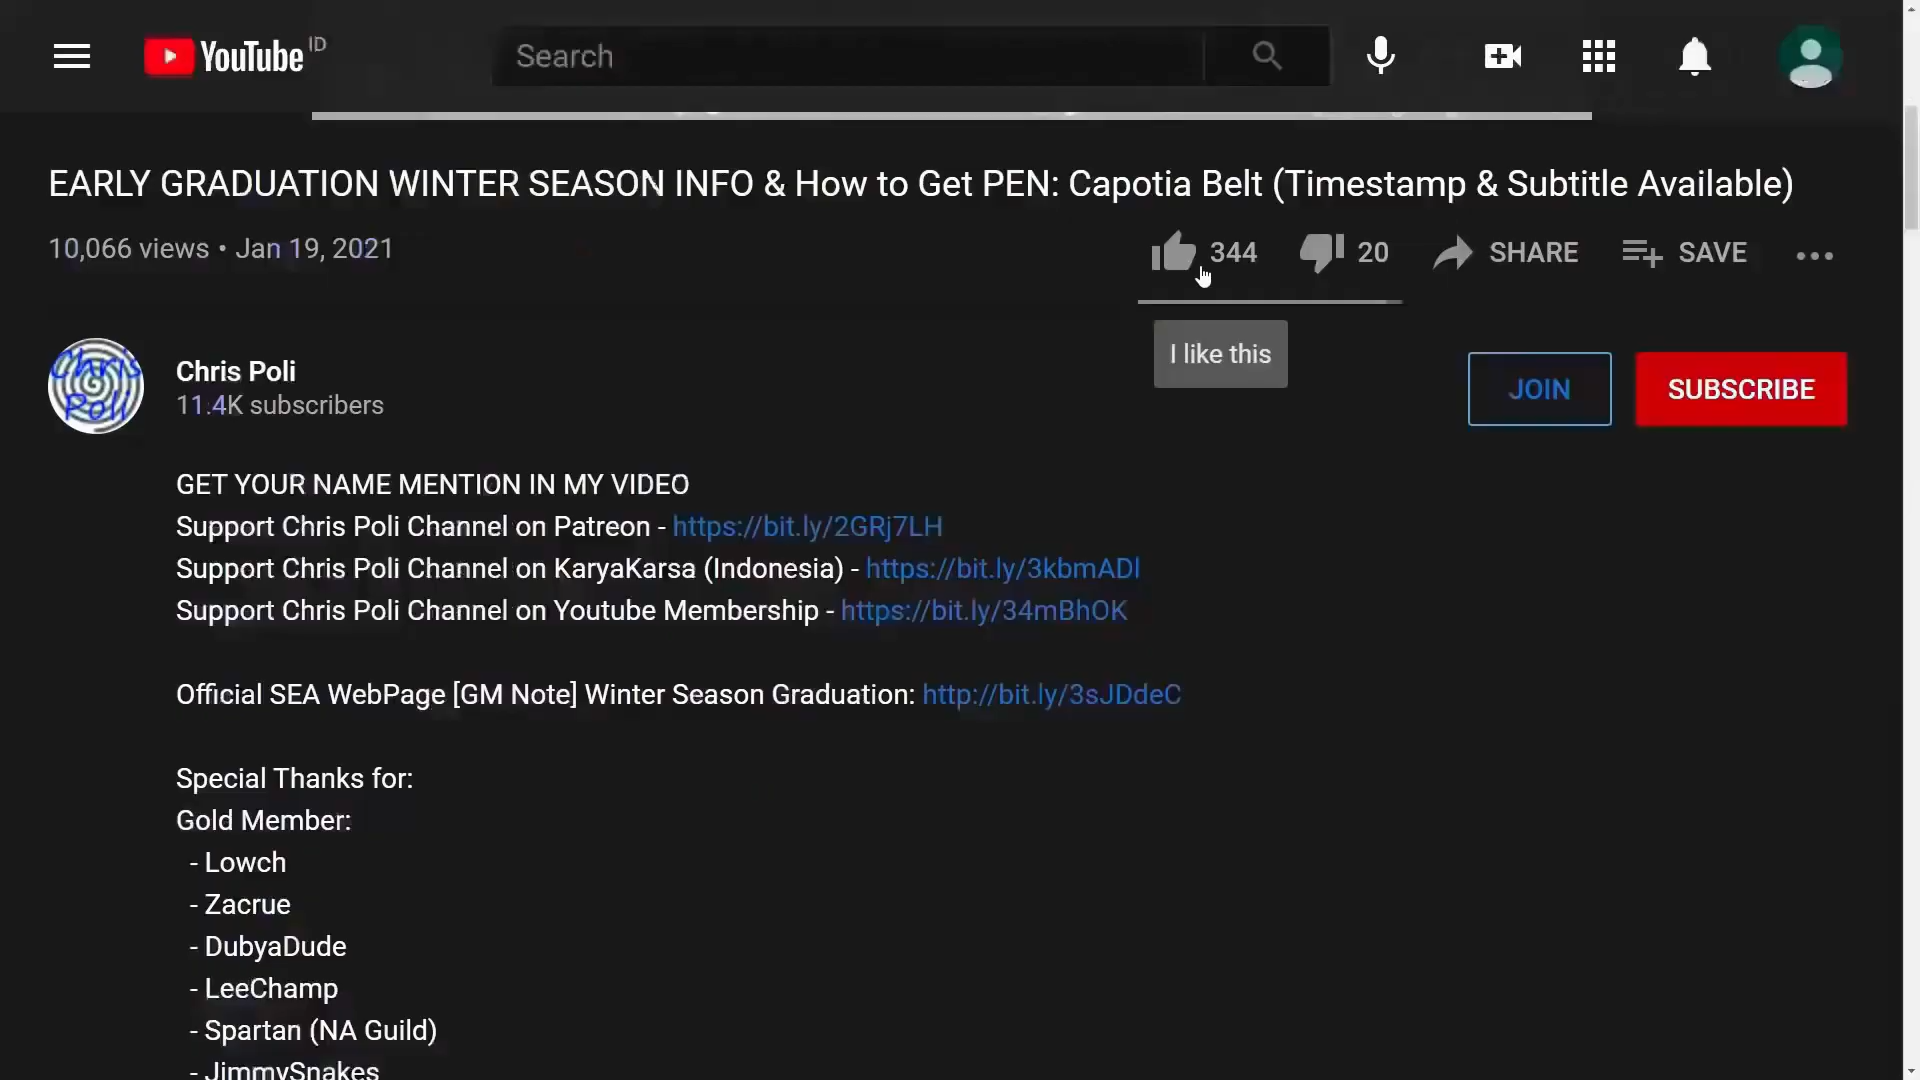 YouTube ID
Search
EARLY GRADUATION WINTER SEASON INFO & How to Get PEN: Capotia Belt (Timestamp & Subtitle Available)
10,066 views • Jan 19, 2021
344 20 SHARE SAVE
I like this
Chris Poli
Chris Poli
11.4K subscribers
JOIN SUBSCRIBE
GET YOUR NAME MENTION IN MY VIDEO
Support Chris Poli Channel on Patreon - https://bit.ly/2GRj7LH
Support Chris Poli Channel on KaryaKarsa (Indonesia) - https://bit.ly/3kbmADl
Support Chris Poli Channel on Youtube Membership - https://bit.ly/34mBhOK
Official SEA WebPage [GM Note] Winter Season Graduation: http://bit.ly/3sJDdeC
Special Thanks for:
Gold Member:
- Lowch
- Zacrue
- DubyaDude
- LeeChamp
- Spartan (NA Guild)
- JimmySnakes